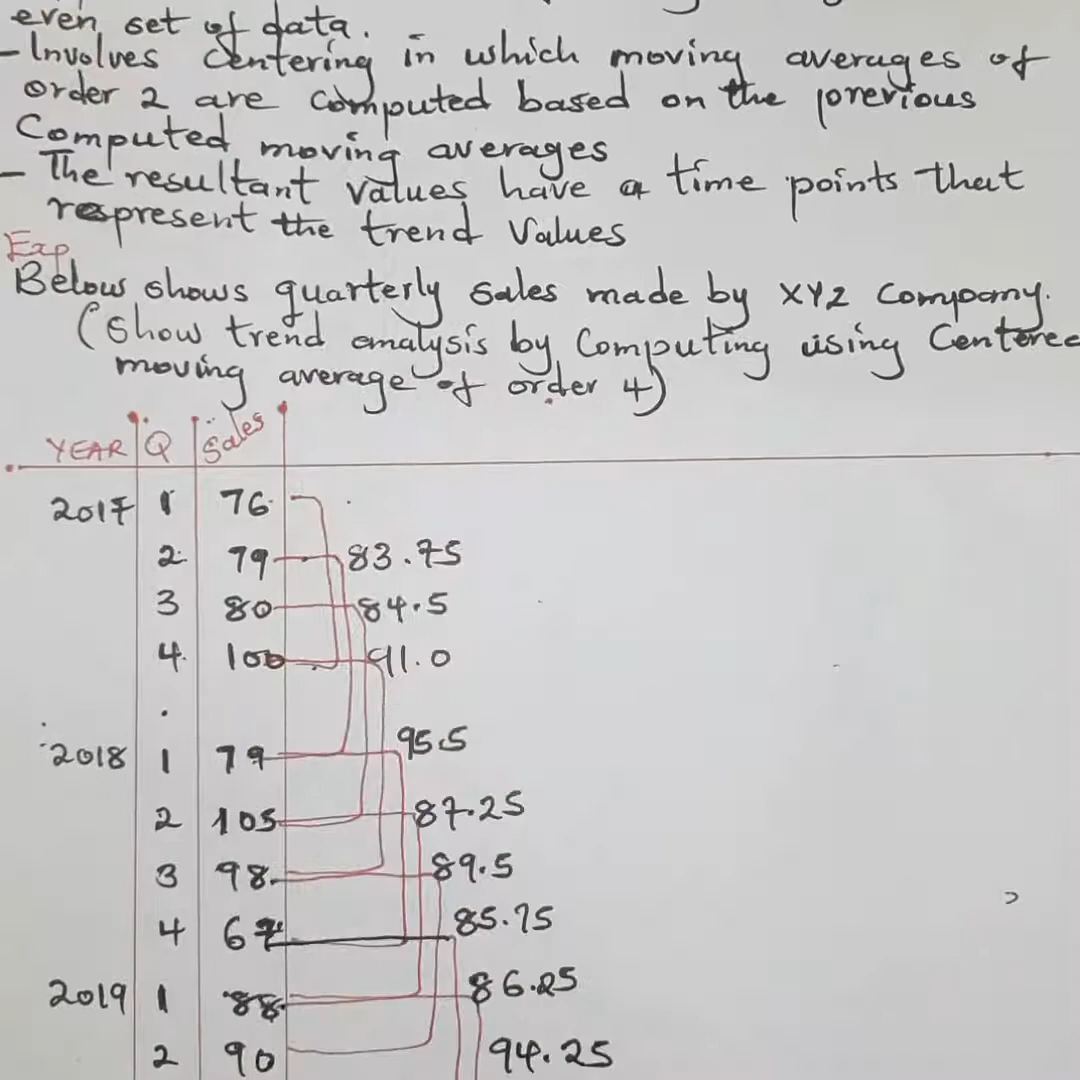 even set of data.
- Involves Centering in which moving averages of
order 2 are computed based on the previous
Computed moving averages
- The resultant values have a time points that
represent the trend values
Exp
Below shows quarterly sales made by XYZ Company.
(Show trend analysis by Computing using Centered
moving average of order 4)
YEAR Q Sales
2017 1 76
2 79 83.75
3 80 84.5
4 100 91.0
2018 1 79 95.5
2 105 87.25
3 98 89.5
4 67 85.75
2019 1 88 86.25
2 90 94.25